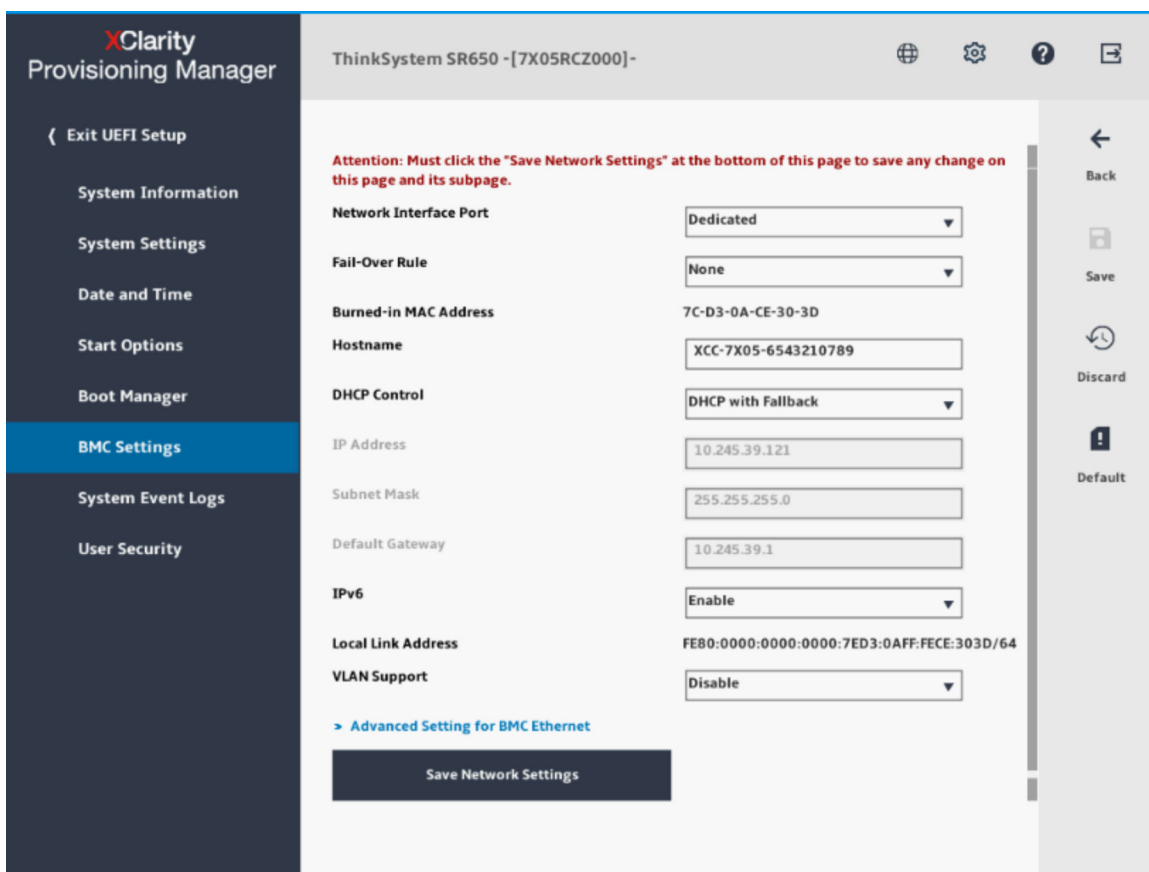 XClarity
Provisioning Manager
ThinkSystem SR650 -[7X05RCZ000]-
Exit UEFI Setup
System Information
System Settings
Date and Time
Start Options
Boot Manager
BMC Settings
System Event Logs
User Security
Attention: Must click the "Save Network Settings" at the bottom of this page to save any change on
this page and its subpage.
Network Interface Port Dedicated
Fail-Over Rule None
Burned-in MAC Address 7C-D3-0A-CE-30-3D
Hostname XCC-7X05-6543210789
DHCP Control DHCP with Fallback
IP Address 10.245.39.121
Subnet Mask 255.255.255.0
Default Gateway 10.245.39.1
IPv6 Enable
Local Link Address FE80:0000:0000:0000:7ED3:0AFF:FECE:303D/64
VLAN Support Disable
> Advanced Setting for BMC Ethernet
Save Network Settings
Back
Save
Discard
Default